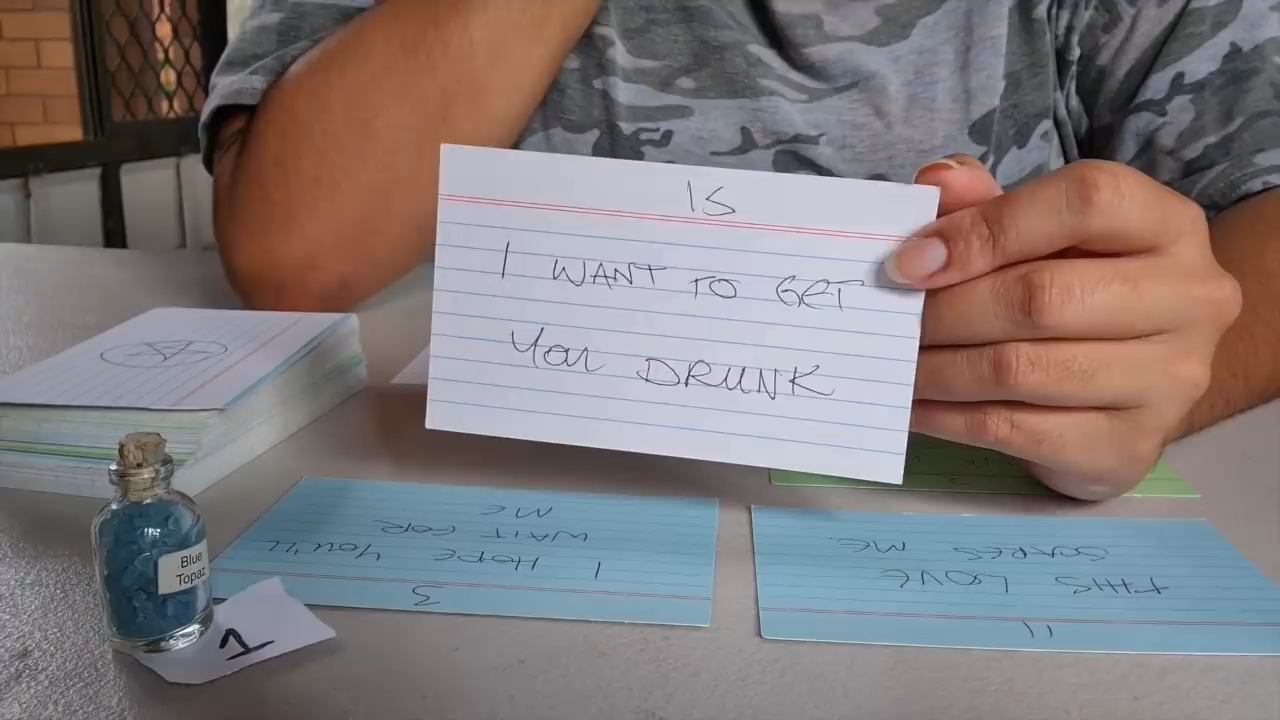 15
I WANT TO GET
YOU DRUNK
Blue
Topaz
1
3
I HOPE YOU'LL
WAIT FOR
ME
11
THIS LOVE
SCARES ME.